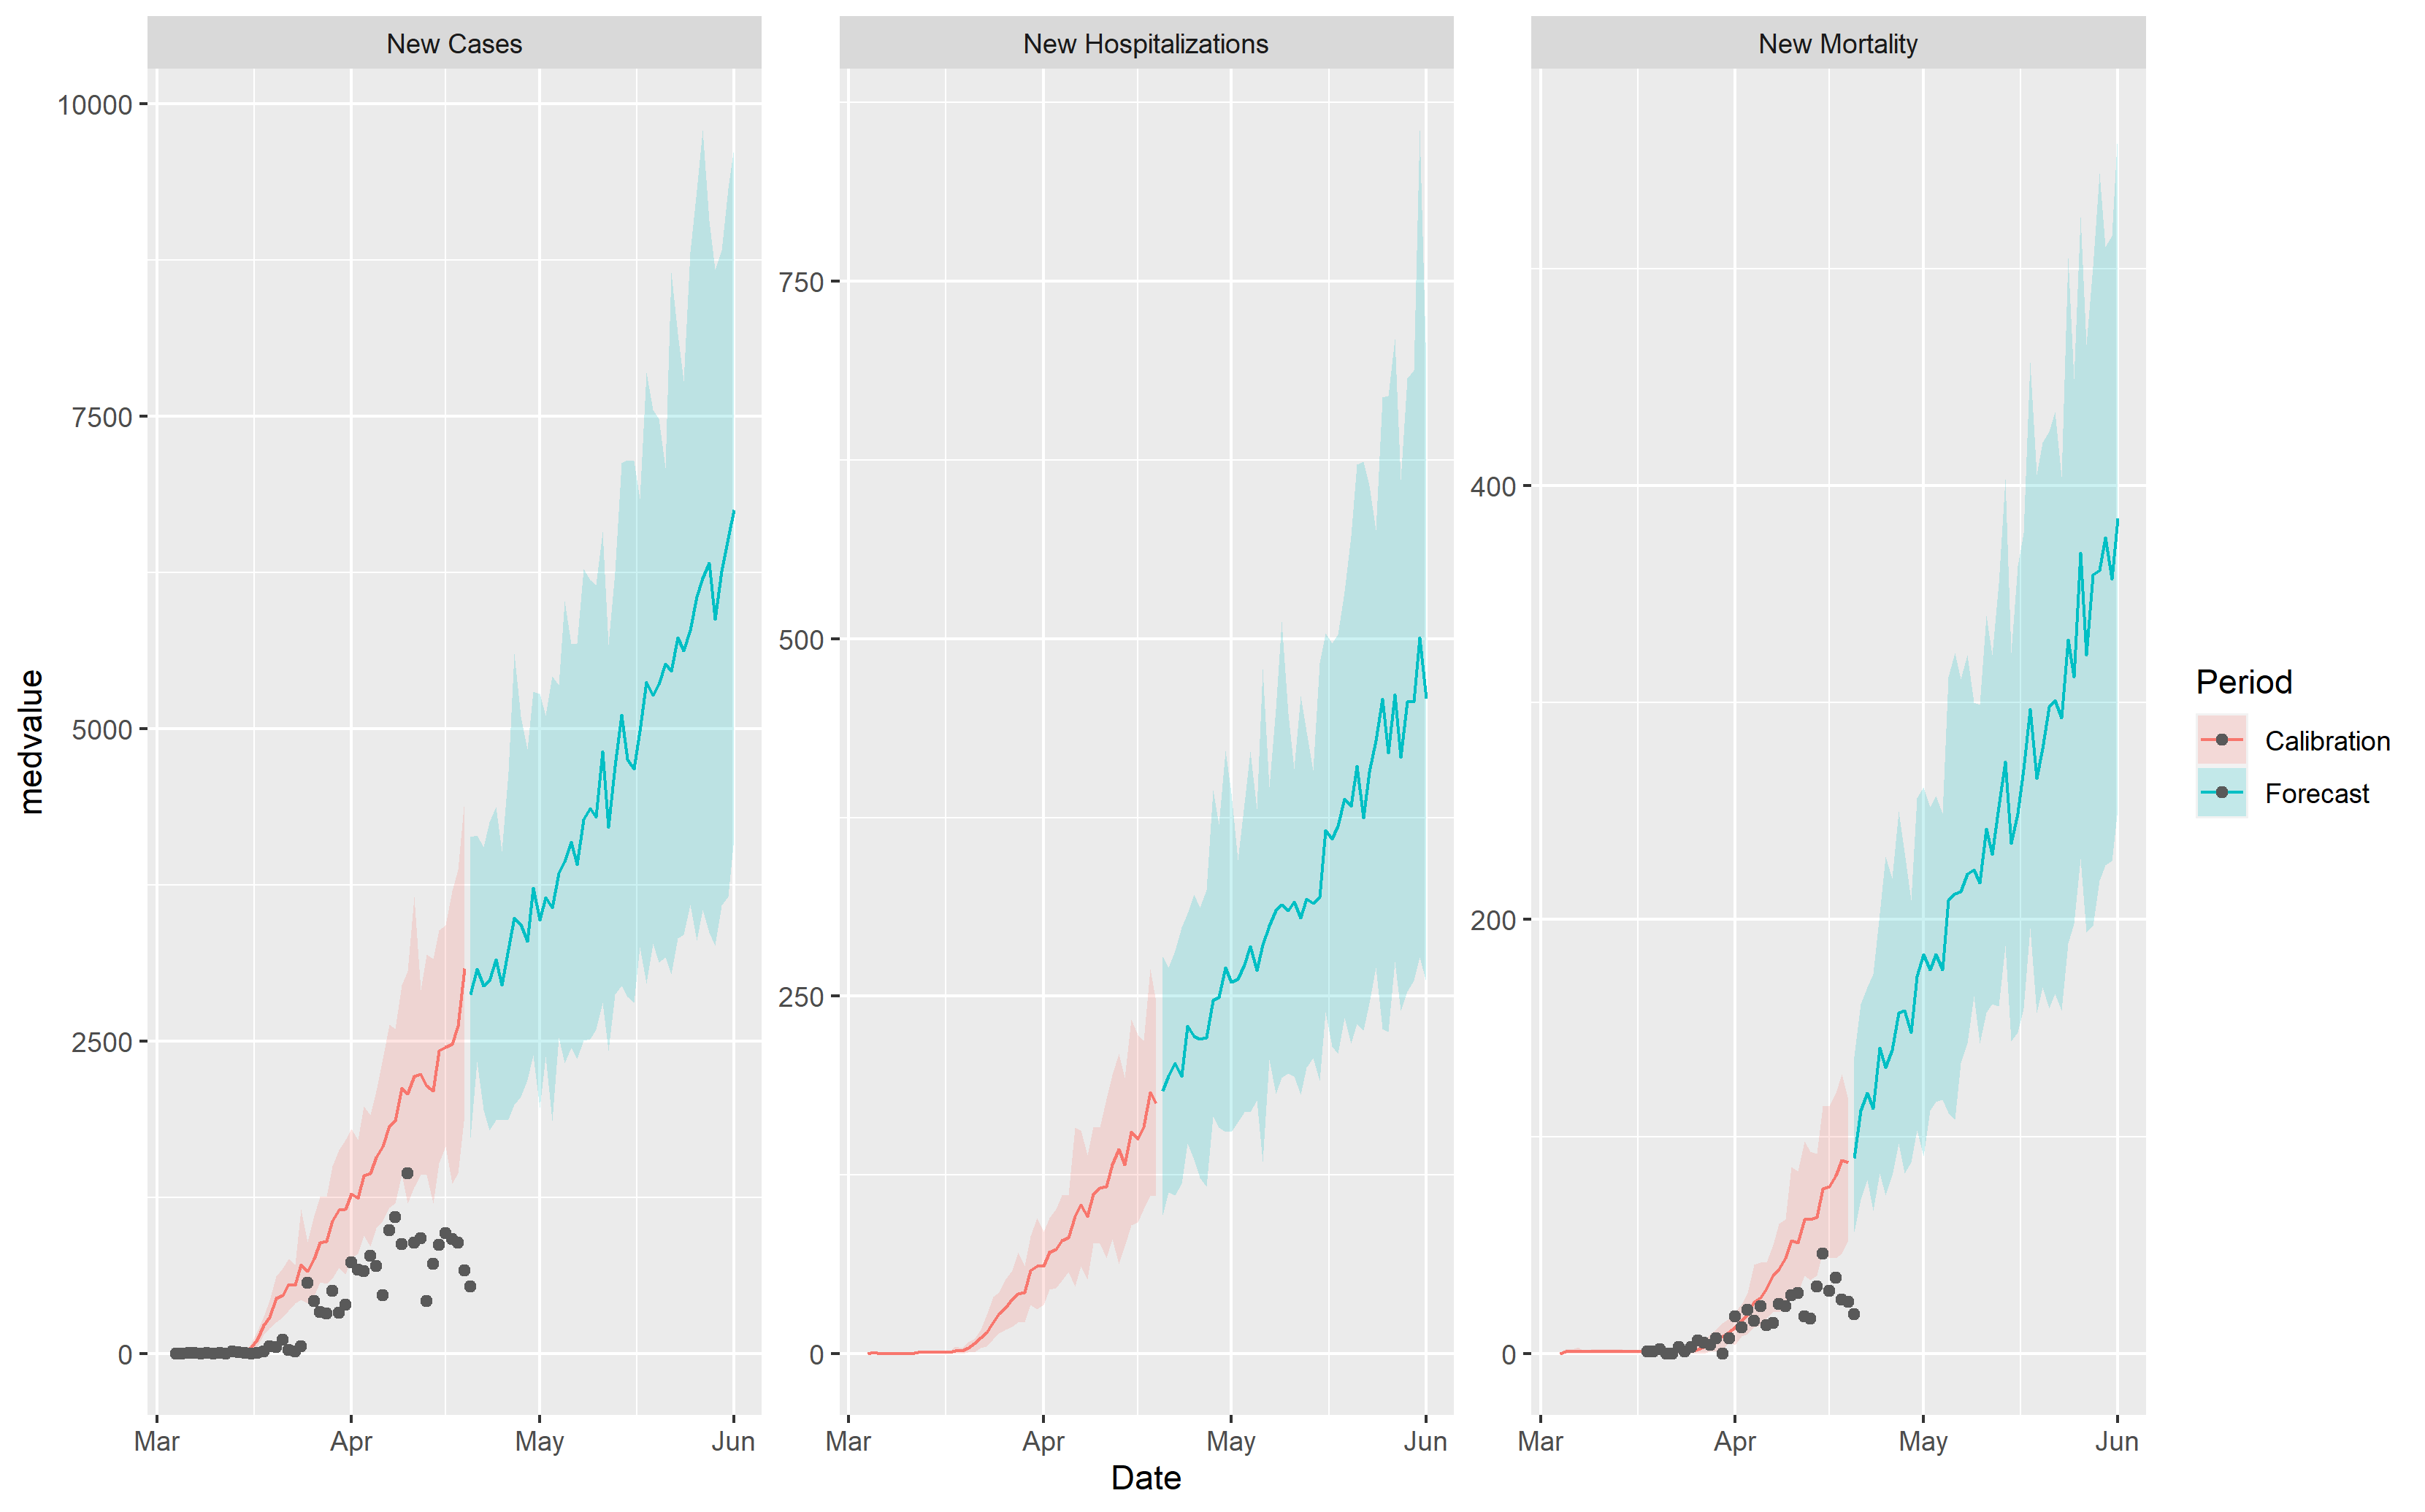 New Cases
New Hospitalizations
New Mortality
medvalue
10000
7500
5000
2500
0
Mar
Apr
May
Jun
750
500
250
0
Mar
Apr
May
Jun
400
200
0
Mar
Apr
May
Jun
Date
Period
Calibration
Forecast